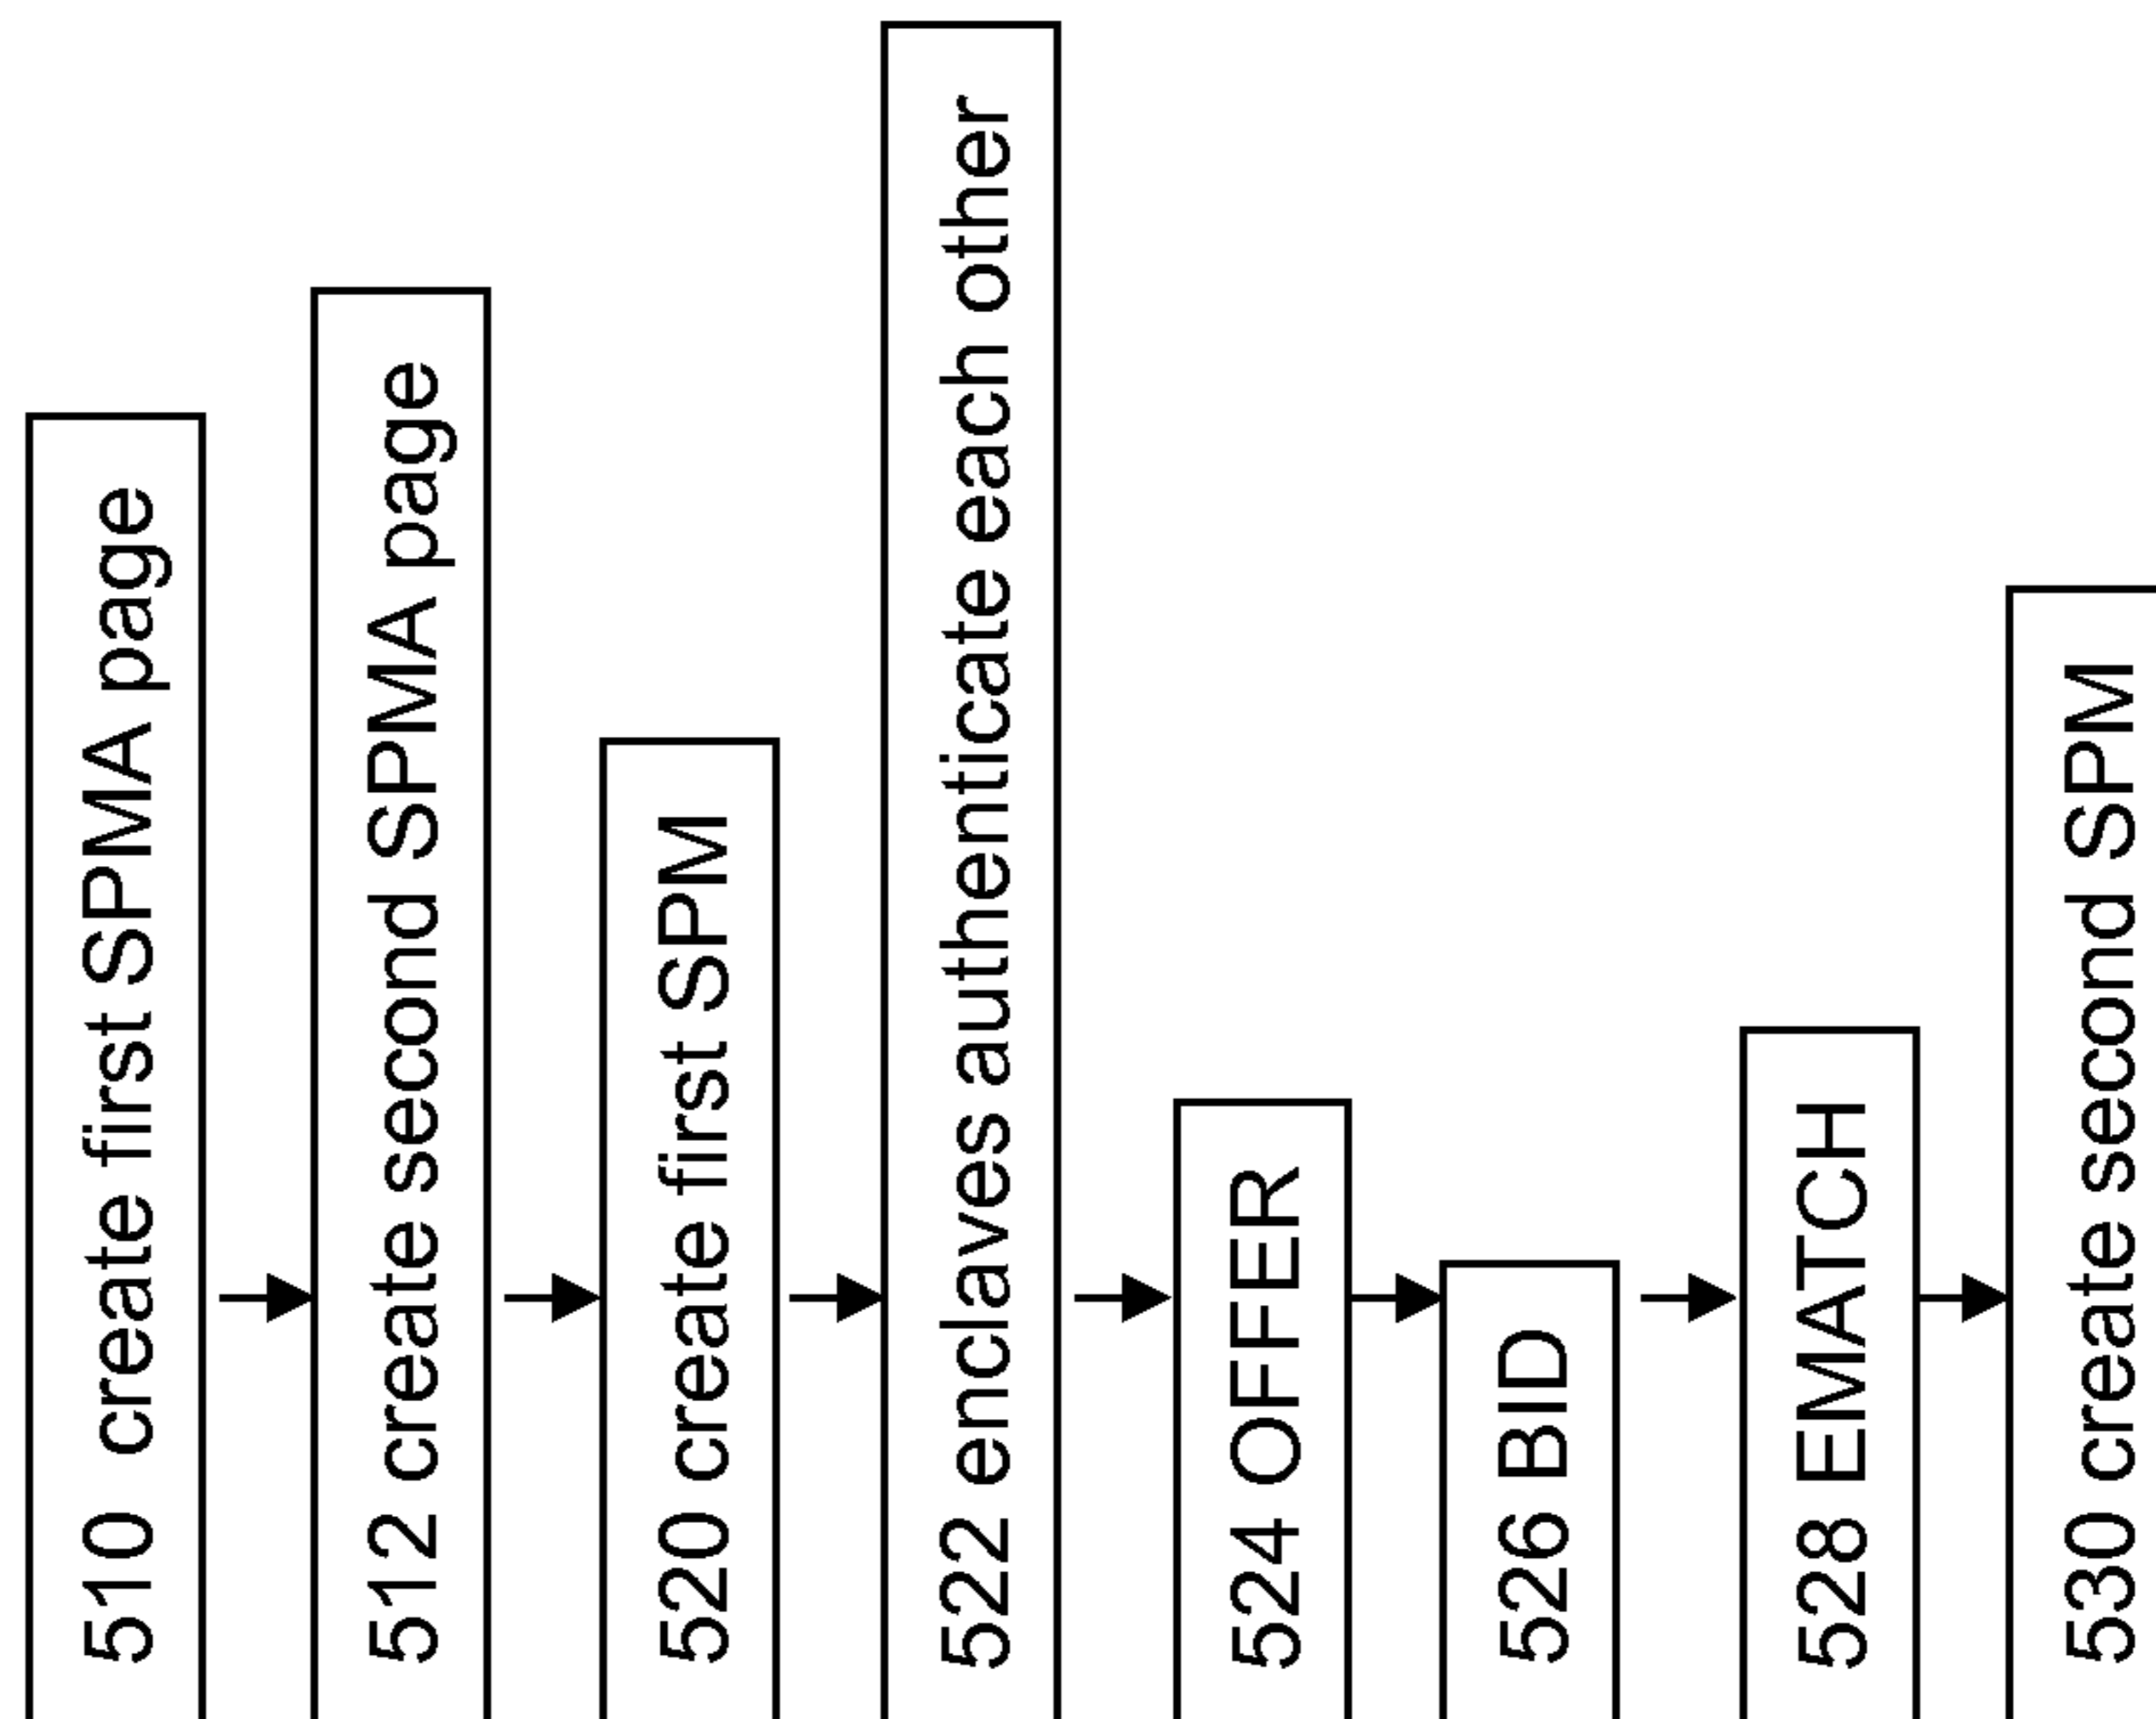 510 create first SPMA page
512 create second SPMA page
520 create first SPM
522 enclaves authenticate each other
524 OFFER
526 BID
528 EMATCH
530 create second SPM